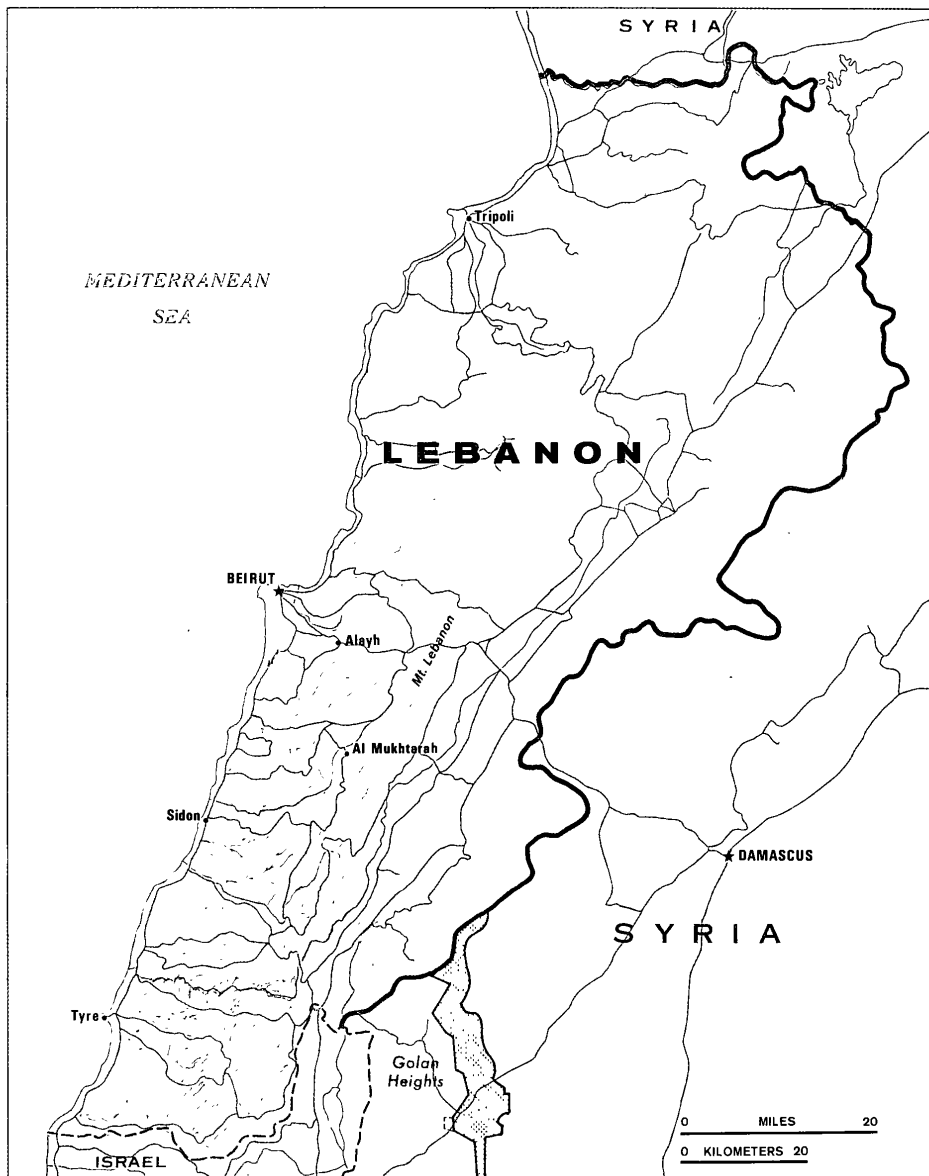 SYRIA
Tripoli
MEDITERRANEAN
SEA
LEBANON
BEIRUT
Alayh
Mt. Lebanon
Al Mukhtarah
Sidon
DAMASCUS
SYRIA
Tyre
Golan
Heights
0 MILES 20
0 KILOMETERS 20
ISRAEL